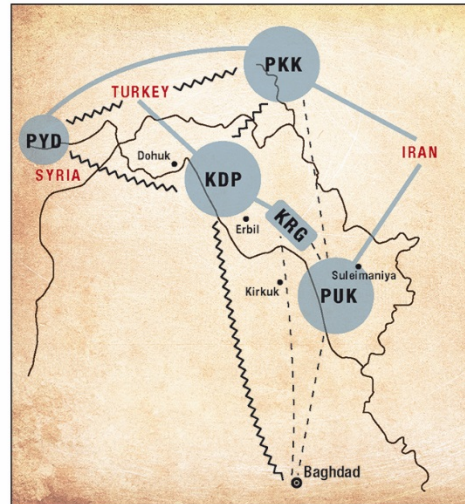 PKK
TURKEY
PYD
IRAN
SYRIA
Dohuk
KDP
KRG
Erbil
Suleimaniya
Kirkuk
PUK
Baghdad